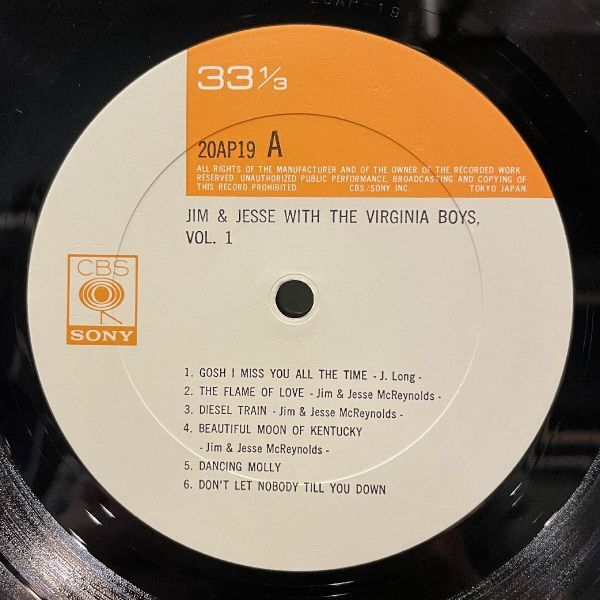 20AP-19
33 1/3
20AP19 A
ALL RIGHTS OF THE MANUFACTURER AND OF THE OWNER OF THE RECORDED WORK
RESERVED. UNAUTHORIZED PUBLIC PERFORMANCE, BROADCASTING AND COPYING OF
THIS RECORD PROHIBITED. CBS/SONY INC. TOKYO JAPAN.
JIM & JESSE WITH THE VIRGINIA BOYS,
VOL. 1
CBS
SONY
1. GOSH I MISS YOU ALL THE TIME - J. Long -
2. THE FLAME OF LOVE - Jim & Jesse McReynolds -
3. DIESEL TRAIN - Jim & Jesse McReynolds -
4. BEAUTIFUL MOON OF KENTUCKY
- Jim & Jesse McReynolds -
5. DANCING MOLLY
6. DON'T LET NOBODY TILL YOU DOWN